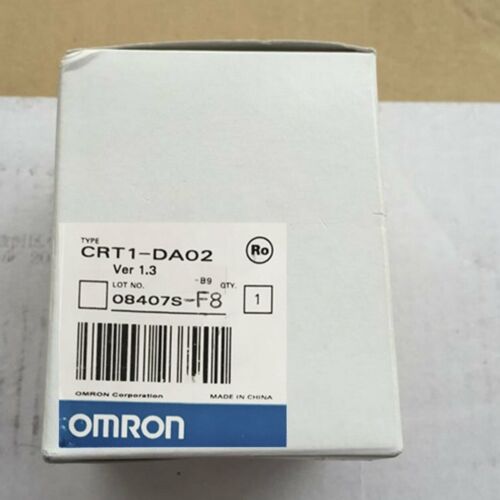 TYPE
CRT1-DA02
Ro
Ver 1.3
LOT NO. -B9 QTY.
08407S-F8 1
OMRON Corporation MADE IN CHINA
OMRON